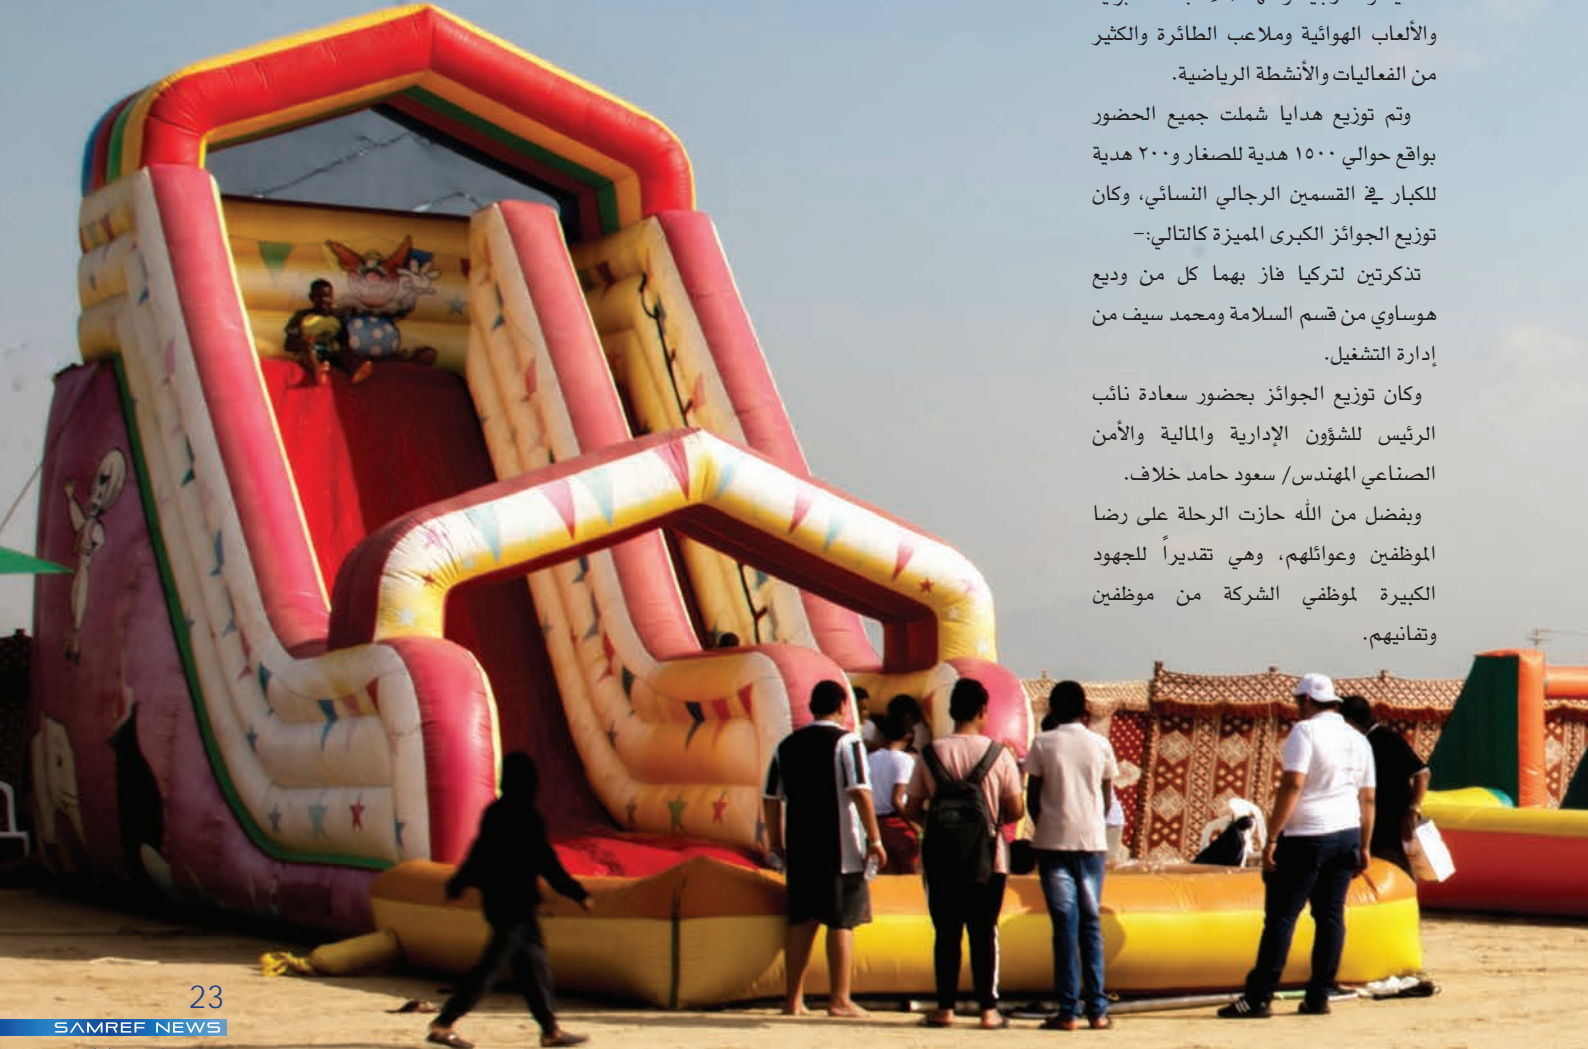 والألعاب الهوائية وملاعب الطائرة والكثير
من الفعاليات والأنشطة الرياضية.
وتم توزيع هدايا شملت جميع الحضور
بواقع حوالي ١٥٠٠ هدية للصغار و٢٠٠ هدية
للكبار في القسمين الرجالي النسائي، وكان
توزيع الجوائز الكبرى المميزة كالتالي:-
تذكرتين لتركيا فاز بهما كل من وديع
هوساوي من قسم السلامة ومحمد سيف من
إدارة التشغيل.
وكان توزيع الجوائز بحضور سعادة نائب
الرئيس للشؤون الإدارية والمالية والأمن
الصناعي المهندس/ سعود حامد خلاف.
وبفضل من الله حازت الرحلة على رضا
الموظفين وعوائلهم، وهي تقديراً للجهود
الكبيرة لموظفي الشركة من موظفين
وتفانيهم.
23
SAMREF NEWS